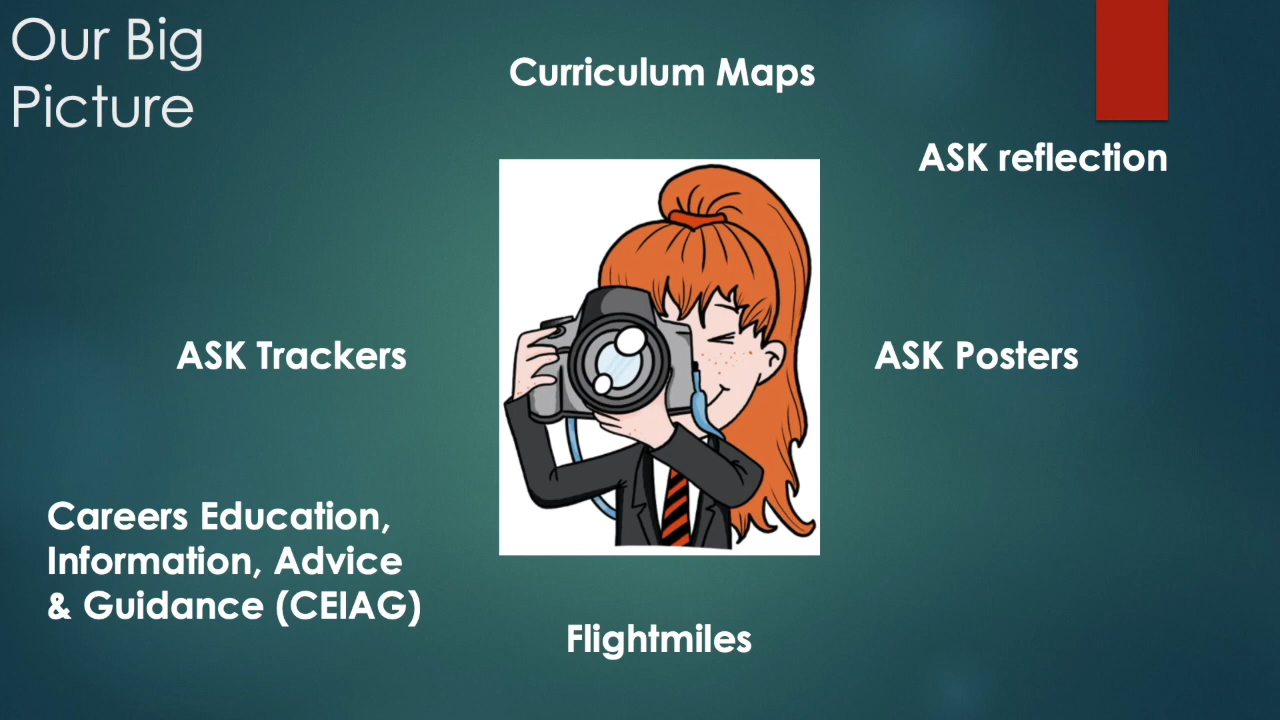 Our Big
Picture
Curriculum Maps
ASK reflection
ASK Trackers
ASK Posters
Careers Education,
Information, Advice
& Guidance (CEIAG)
Flightmiles